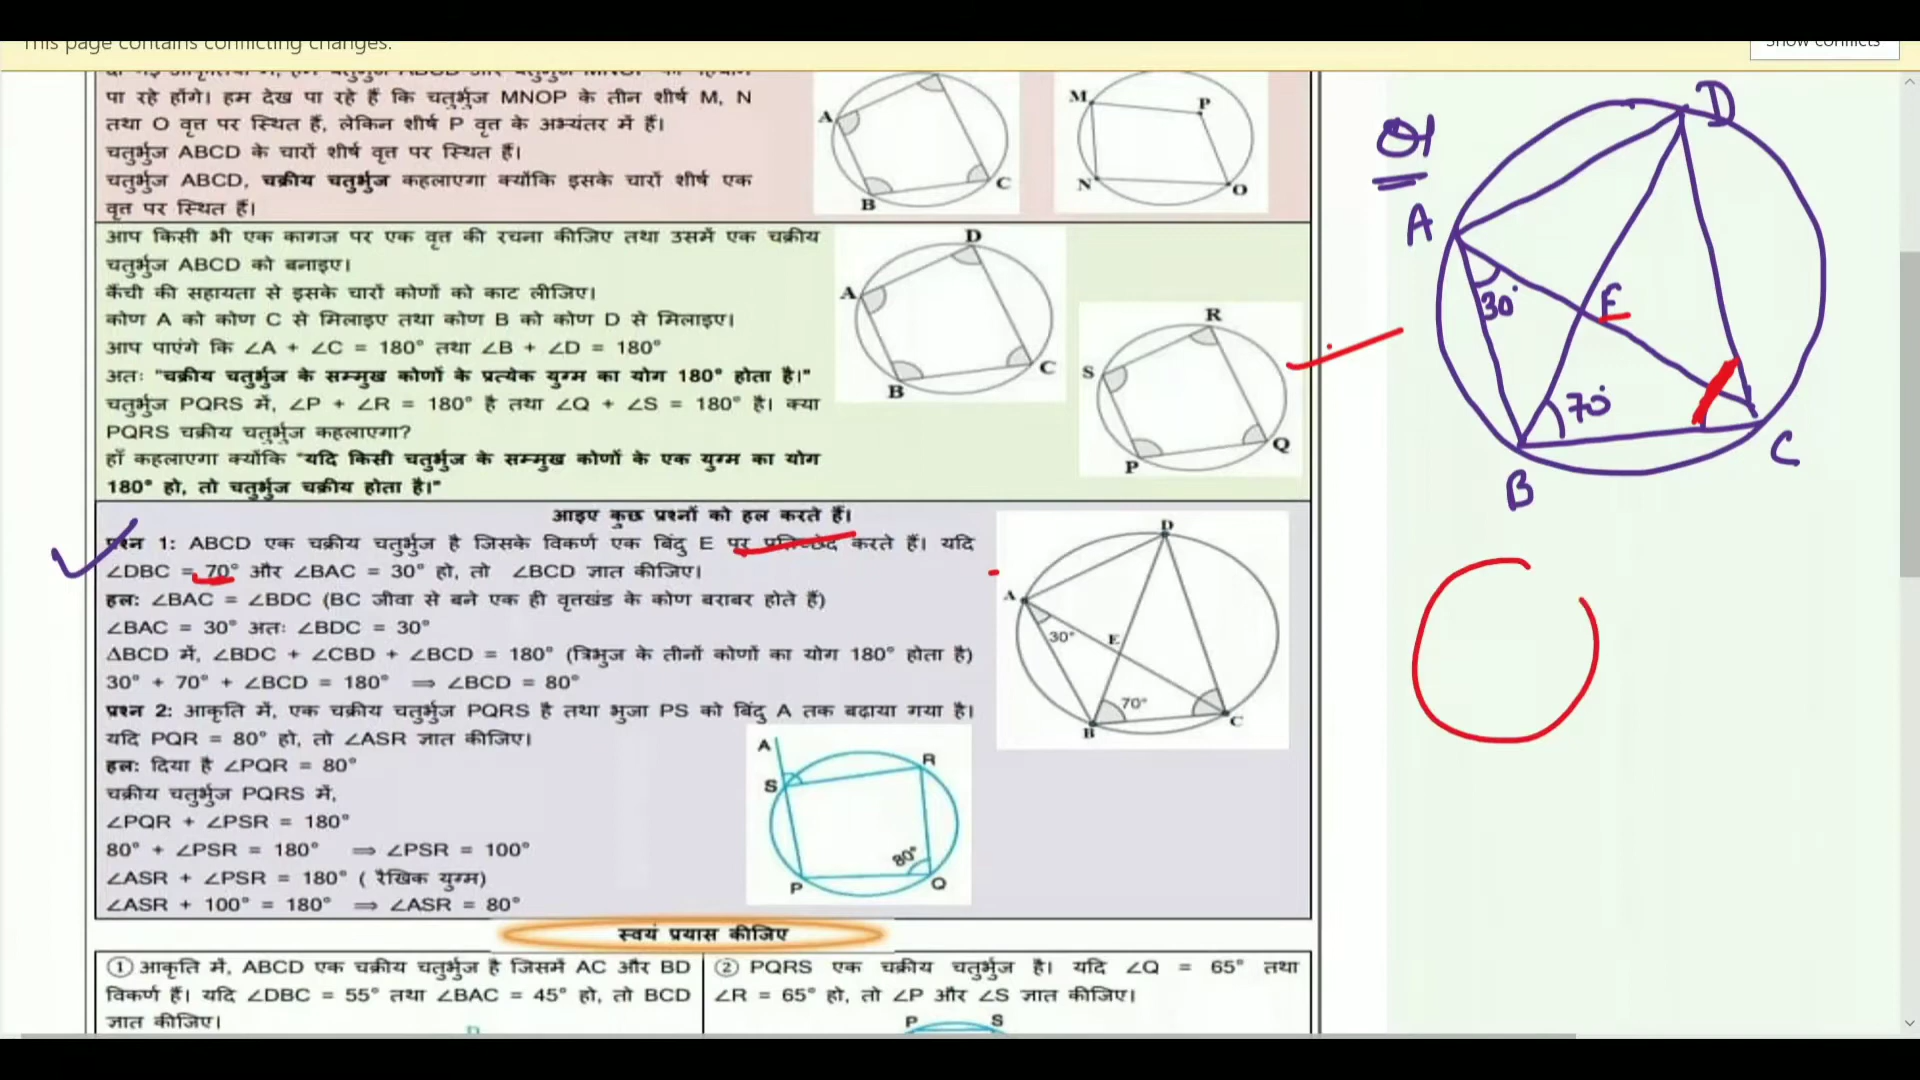 This page contains conflicting changes.
Show conflicts
पा रहे होंगे। हम देख पा रहे हैं कि चतुर्भुज MNOP के तीन शीर्ष M, N
तथा O वृत्त पर स्थित हैं, लेकिन शीर्ष P वृत्त के अभ्यंतर में हैं।
चतुर्भुज ABCD के चारों शीर्ष वृत्त पर स्थित हैं।
चतुर्भुज ABCD, चक्रीय चतुर्भुज कहलाएगा क्योंकि इसके चारों शीर्ष एक
वृत्त पर स्थित हैं।
A
B
C
M
P
N
O
आप किसी भी एक कागज पर एक वृत्त की रचना कीजिए तथा उसमें एक चक्रीय
चतुर्भुज ABCD को बनाइए।
कैंची की सहायता से इसके चारों कोणों को काट लीजिए।
कोण A को कोण C से मिलाइए तथा कोण B को कोण D से मिलाइए।
आप पाएंगे कि ∠A + ∠C = 180° तथा ∠B + ∠D = 180°
अतः "चक्रीय चतुर्भुज के सम्मुख कोणों के प्रत्येक युग्म का योग 180° होता है।"
चतुर्भुज PQRS में, ∠P + ∠R = 180° है तथा ∠Q + ∠S = 180° है। क्या
PQRS चक्रीय चतुर्भुज कहलाएगा?
हाँ कहलाएगा क्योंकि "यदि किसी चतुर्भुज के सम्मुख कोणों के एक युग्म का योग
180° हो, तो चतुर्भुज चक्रीय होता है।"
D
A
B
C
R
S
P
Q
आइए कुछ प्रश्नों को हल करते हैं।
प्रश्न 1: ABCD एक चक्रीय चतुर्भुज है जिसके विकर्ण एक बिंदु E पर प्रतिच्छेद करते हैं। यदि
∠DBC = 70° और ∠BAC = 30° हो, तो ∠BCD ज्ञात कीजिए।
हल: ∠BAC = ∠BDC (BC जीवा से बने एक ही वृत्तखंड के कोण बराबर होते हैं)
∠BAC = 30° अतः ∠BDC = 30°
ΔBCD में, ∠BDC + ∠CBD + ∠BCD = 180° (त्रिभुज के तीनों कोणों का योग 180° होता है)
30° + 70° + ∠BCD = 180° ⟹ ∠BCD = 80°
D
A
30°
E
70°
B
C
प्रश्न 2: आकृति में, एक चक्रीय चतुर्भुज PQRS है तथा भुजा PS को बिंदु A तक बढ़ाया गया है।
यदि PQR = 80° हो, तो ∠ASR ज्ञात कीजिए।
हल: दिया है ∠PQR = 80°
चक्रीय चतुर्भुज PQRS में,
∠PQR + ∠PSR = 180°
80° + ∠PSR = 180° ⟹ ∠PSR = 100°
∠ASR + ∠PSR = 180° ( रैखिक युग्म)
∠ASR + 100° = 180° ⟹ ∠ASR = 80°
A
R
S
80°
P
Q
स्वयं प्रयास कीजिए
① आकृति में, ABCD एक चक्रीय चतुर्भुज है जिसमें AC और BD
विकर्ण हैं। यदि ∠DBC = 55° तथा ∠BAC = 45° हो, तो BCD
ज्ञात कीजिए।
② PQRS एक चक्रीय चतुर्भुज है। यदि ∠Q = 65° तथा
∠R = 65° हो, तो ∠P और ∠S ज्ञात कीजिए।
P S
Q1
D
A
30°
E
70°
B
C